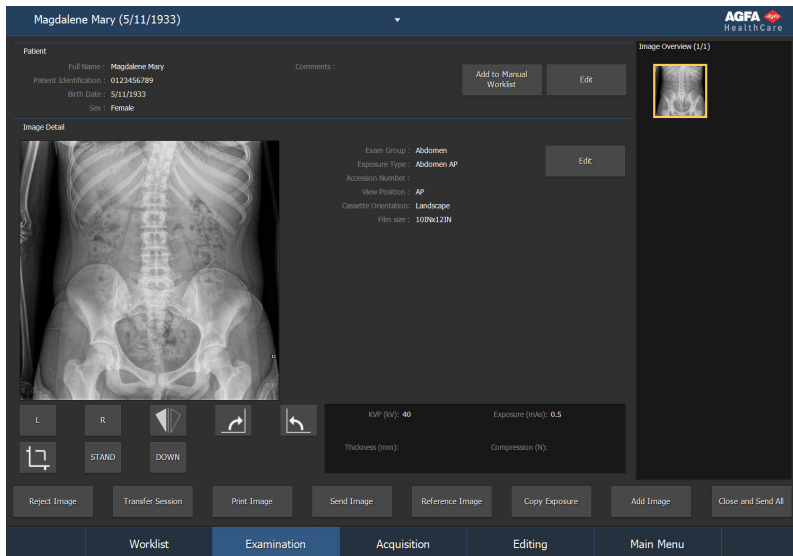 Magdalene Mary (5/11/1933)
AGFA
HealthCare
Patient
Full Name : Magdalene Mary
Patient Identification : 0123456789
Birth Date : 5/11/1933
Sex : Female
Comments :
Add to Manual
Worklist
Edit
Image Overview (1/1)
Image Detail
Exam Group : Abdomen
Exposure Type : Abdomen AP
Accession Number :
View Position : AP
Cassette Orientation: Landscape
Film size : 10INx12IN
Edit
L
R
STAND
DOWN
KVP (kV): 40
Exposure (mAs): 0.5
Thickness (mm):
Compression (N):
Reject Image
Transfer Session
Print Image
Send Image
Reference Image
Copy Exposure
Add Image
Close and Send All
Worklist
Examination
Acquisition
Editing
Main Menu